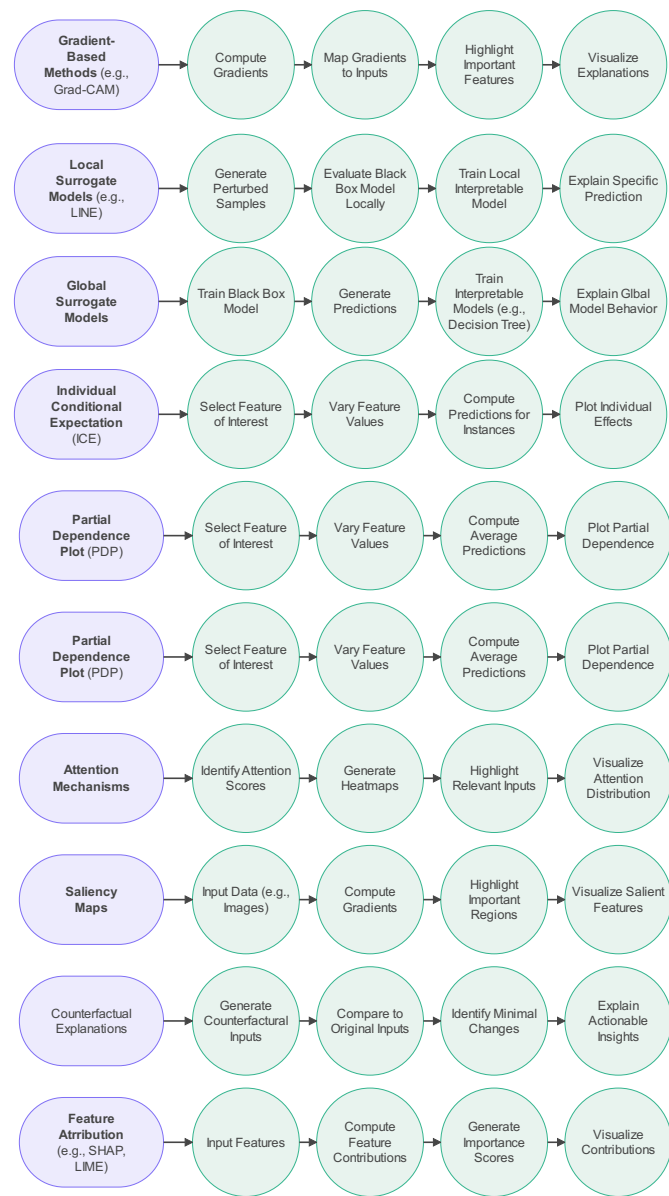 Gradient-
Based
Methods (e.g.,
Grad-CAM)
Compute
Gradients
Map Gradients
to Inputs
Highlight
Important
Features
Visualize
Explanations
Local
Surrogate
Models (e.g.,
LINE)
Generate
Perturbed
Samples
Evaluate Black
Box Model
Locally
Train Local
Interpretable
Model
Explain Specific
Prediction
Global
Surrogate
Models
Train Black Box
Model
Generate
Predictions
Train
Interpretable
Models (e.g.,
Decision Tree)
Explain Glbal
Model Behavior
Individual
Conditional
Expectation
(ICE)
Select Feature
of Interest
Vary Feature
Values
Compute
Predictions for
Instances
Plot Individual
Effects
Partial
Dependence
Plot (PDP)
Select Feature
of Interest
Vary Feature
Values
Compute
Average
Predictions
Plot Partial
Dependence
Partial
Dependence
Plot (PDP)
Select Feature
of Interest
Vary Feature
Values
Compute
Average
Predictions
Plot Partial
Dependence
Attention
Mechanisms
Identify Attention
Scores
Generate
Heatmaps
Highlight
Relevant Inputs
Visualize
Attention
Distribution
Saliency
Maps
Input Data (e.g.,
Images)
Compute
Gradients
Highlight
Important
Regions
Visualize Salient
Features
Counterfactual
Explanations
Generate
Counterfactural
Inputs
Compare to
Original Inputs
Identify Minimal
Changes
Explain
Actionable
Insights
Feature
Atrribution
(e.g., SHAP,
LIME)
Input Features
Compute
Feature
Contributions
Generate
Importance
Scores
Visualize
Contributions